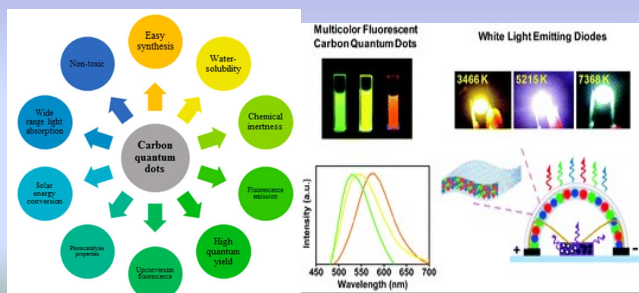 Easy
synthesis
Water-
solubility
Chemical
inertness
Fluorescence
emission
High
quantum
yield
Upconversion
fluorescence
Photocatalysis
properties
Solar
energy
conversion
Wide
range light
absorption
Non-toxic
Carbon
quantum
dots
Multicolor Fluorescent
Carbon Quantum Dots
Intensity (a.u.)
450 500 550 600 650 700
Wavelength (nm)
White Light Emitting Diodes
3466 K 5215 K 7368 K
+ −